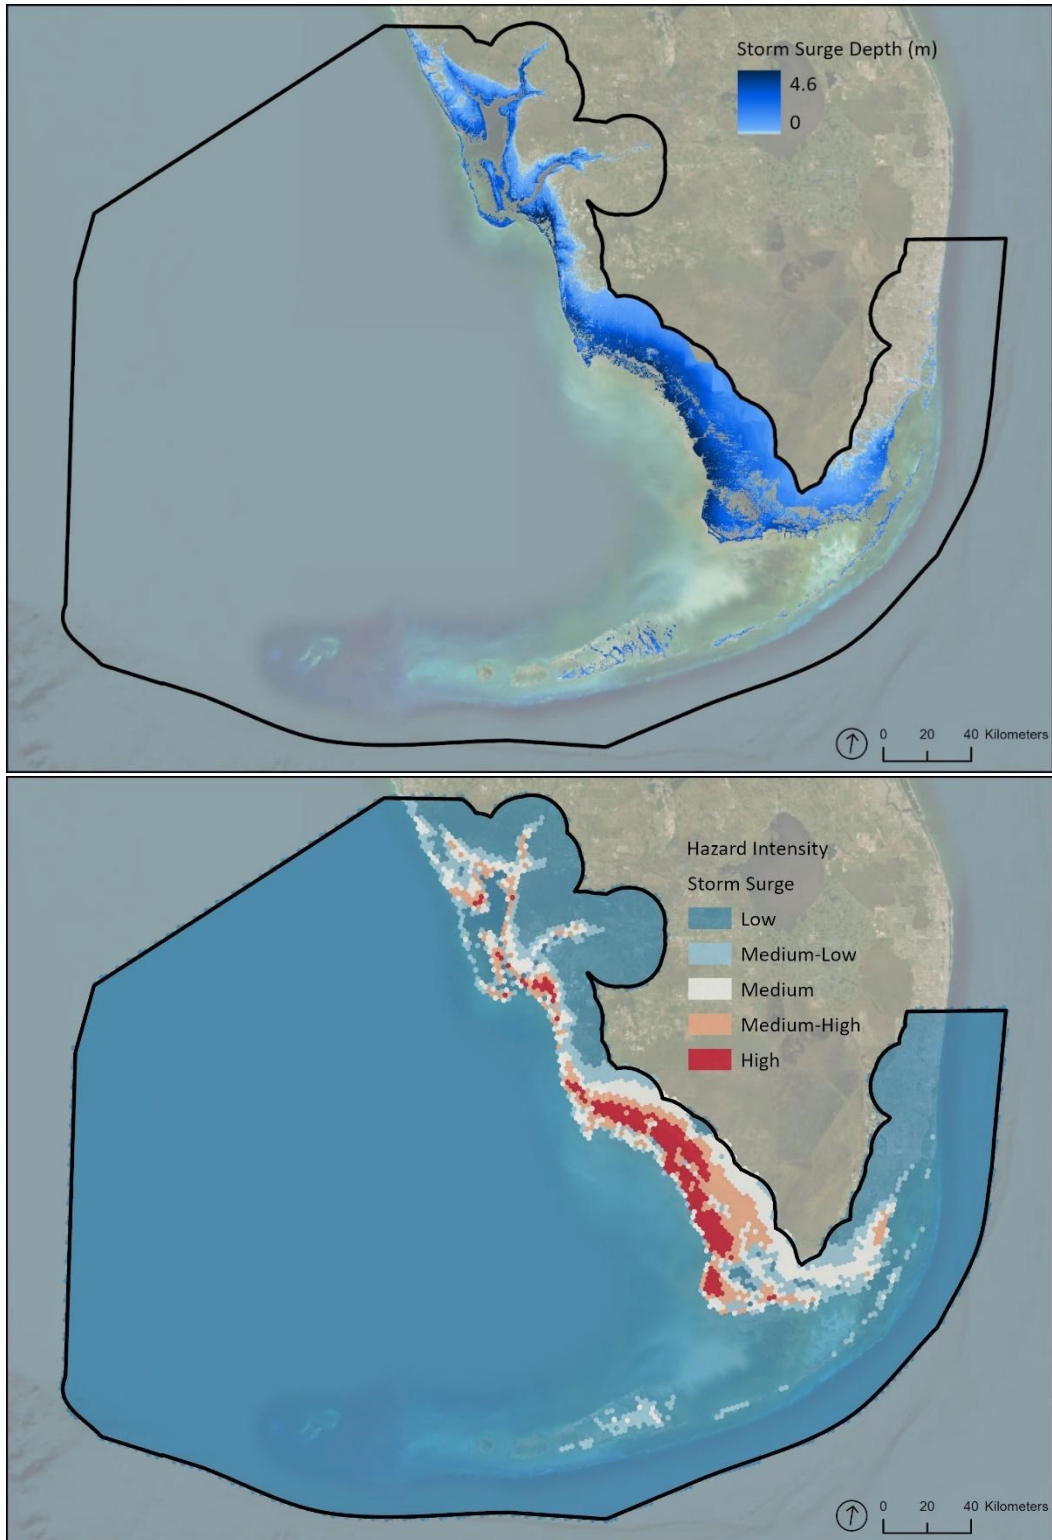 Storm Surge Depth (m)
4.6
0
0 20 40 Kilometers
Hazard Intensity
Storm Surge
Low
Medium-Low
Medium
Medium-High
High
0 20 40 Kilometers